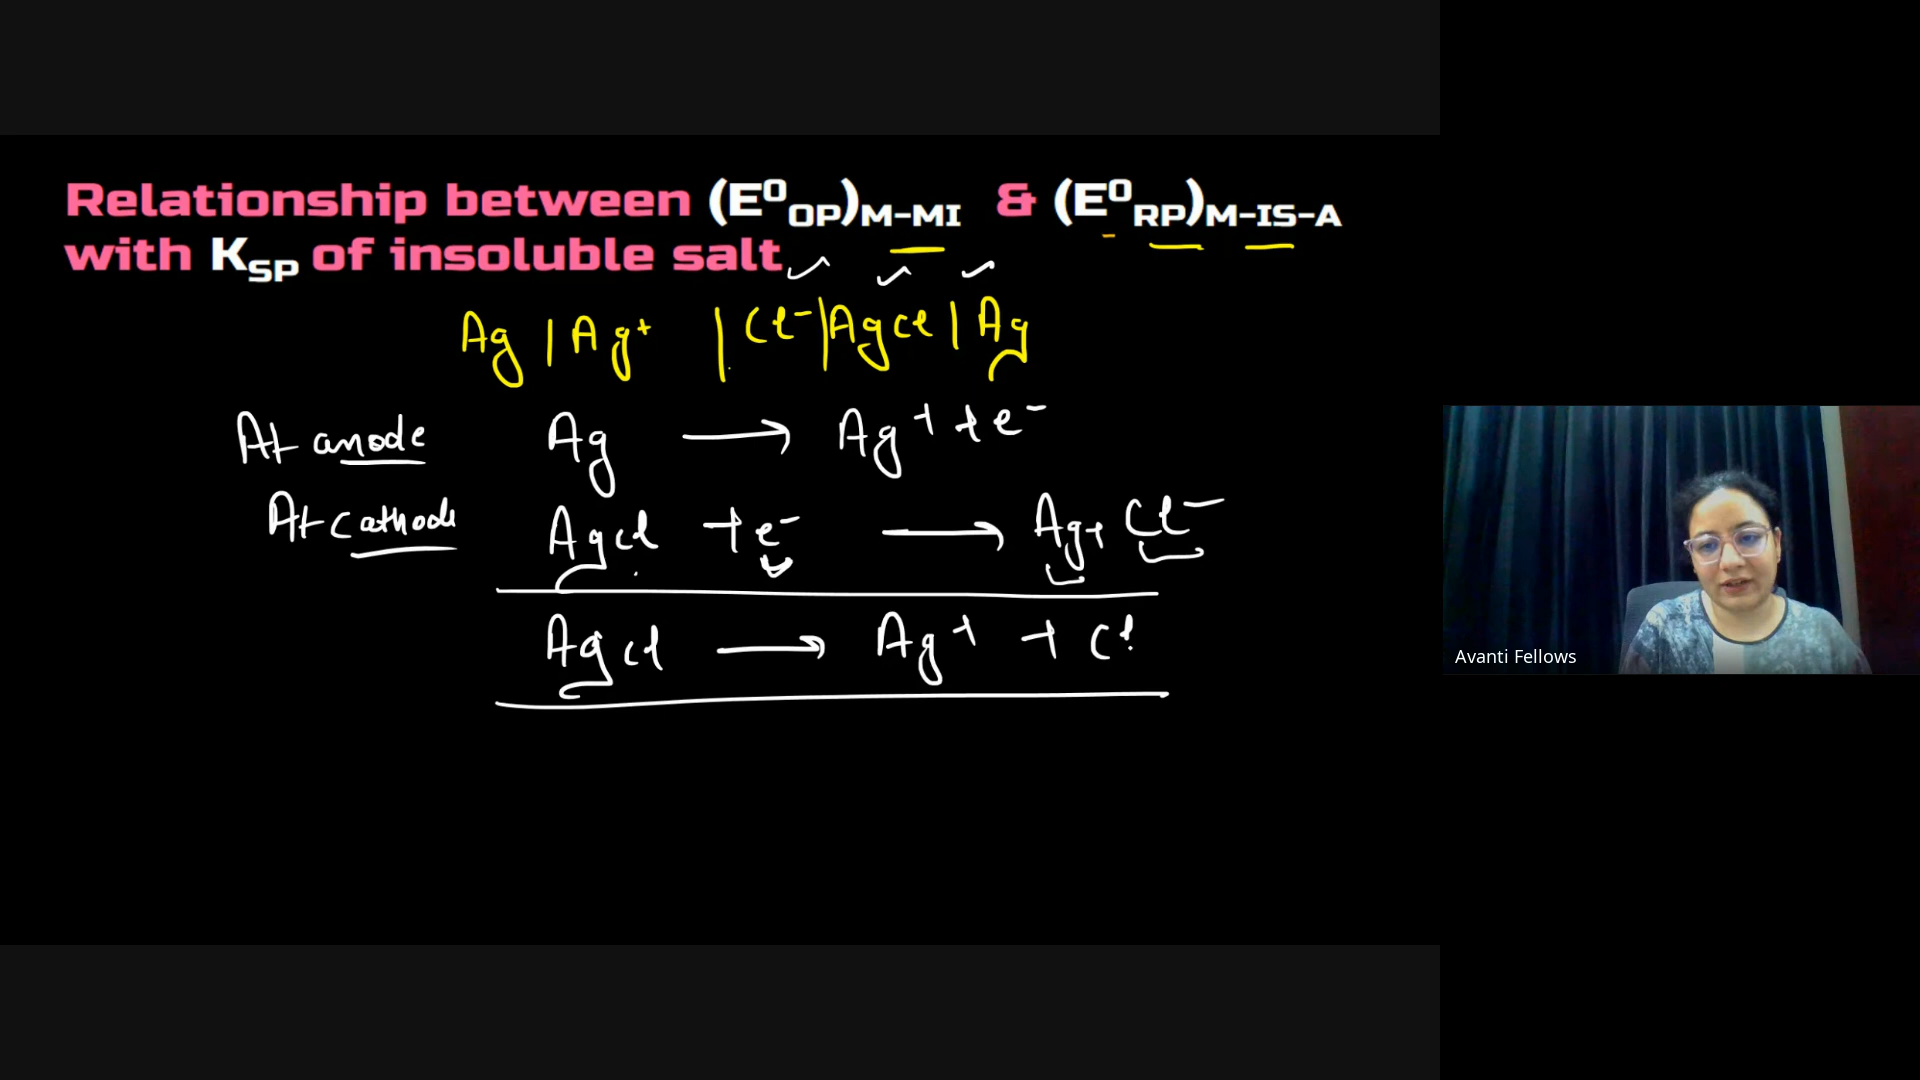 Relationship between (E⁰OP)M-MI & (E⁰RP)M-IS-A
with KSP of insoluble salt
Ag | Ag⁺ | Cl⁻ | AgCl | Ag
At anode Ag ⟶ Ag⁺ + e⁻
At cathode AgCl + e⁻ ⟶ Ag + Cl⁻
AgCl ⟶ Ag⁺ + Cl
Avanti Fellows